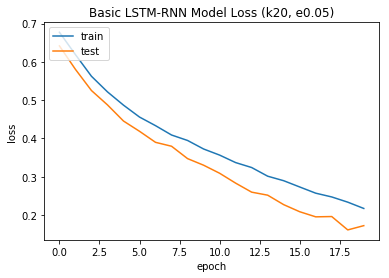 Basic LSTM-RNN Model Loss (k20, e0.05)
0.7
0.6
0.5
0.4
0.3
0.2
loss
train
test
0.0 2.5 5.0 7.5 10.0 12.5 15.0 17.5
epoch